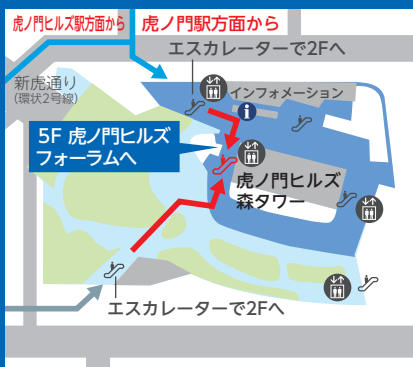 虎ノ門ヒルズ駅方面から
虎ノ門駅方面から
エスカレーターで2Fへ
新虎通り
(環状2号線)
インフォメーション
5F 虎ノ門ヒルズ
フォーラムへ
虎ノ門ヒルズ
森タワー
エスカレーターで2Fへ